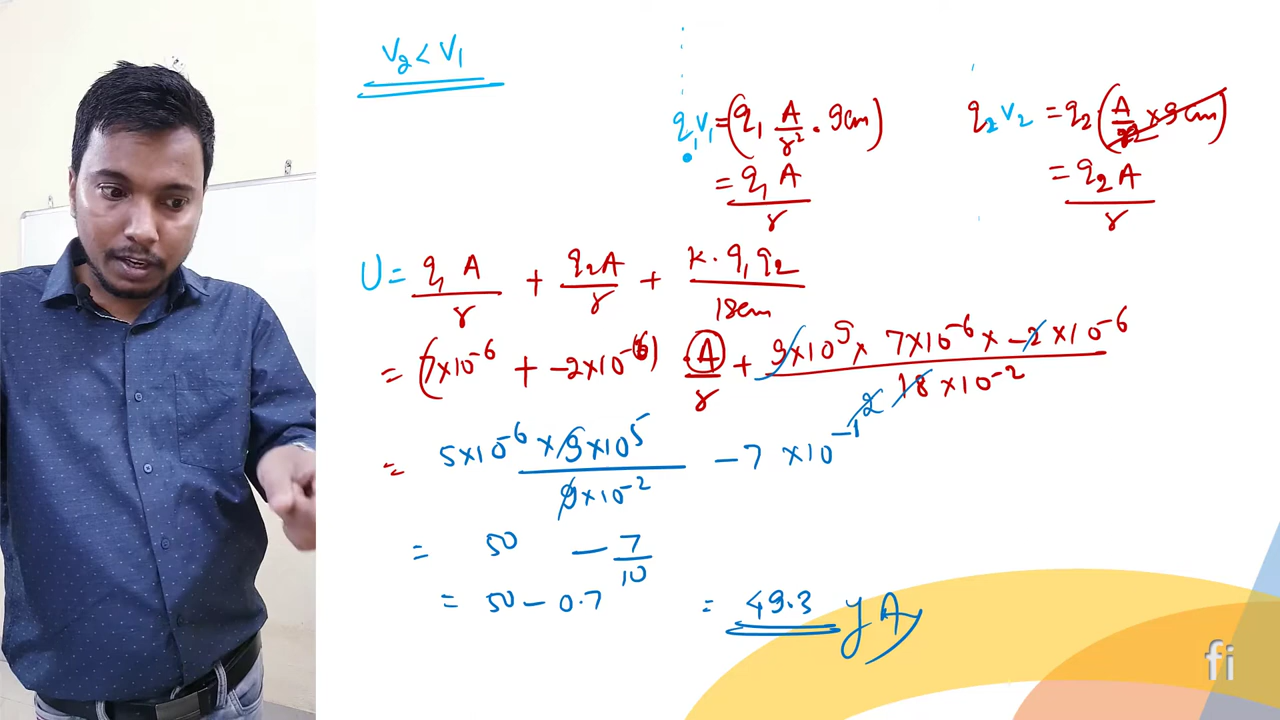 V₂ < V₁
q₁V₁ = (q₁ A/r² · 9cm)
= q₁ A/r
q₂V₂ = q₂ (A/r² × 9cm)
= q₂A/r
U = q₁ A/r + q₂A/r + K · q₁q₂/18cm
= (7×10⁻⁶ + -2×10⁻⁶) · A/r + 9×10⁹ × 7×10⁻⁶ × -2×10⁻⁶/18×10⁻² 2
= 5×10⁻⁶ × 9×10⁵/9×10⁻² - 7 ×10⁻¹
= 50 - 7/10
= 50 - 0.7 = 49.3
fi